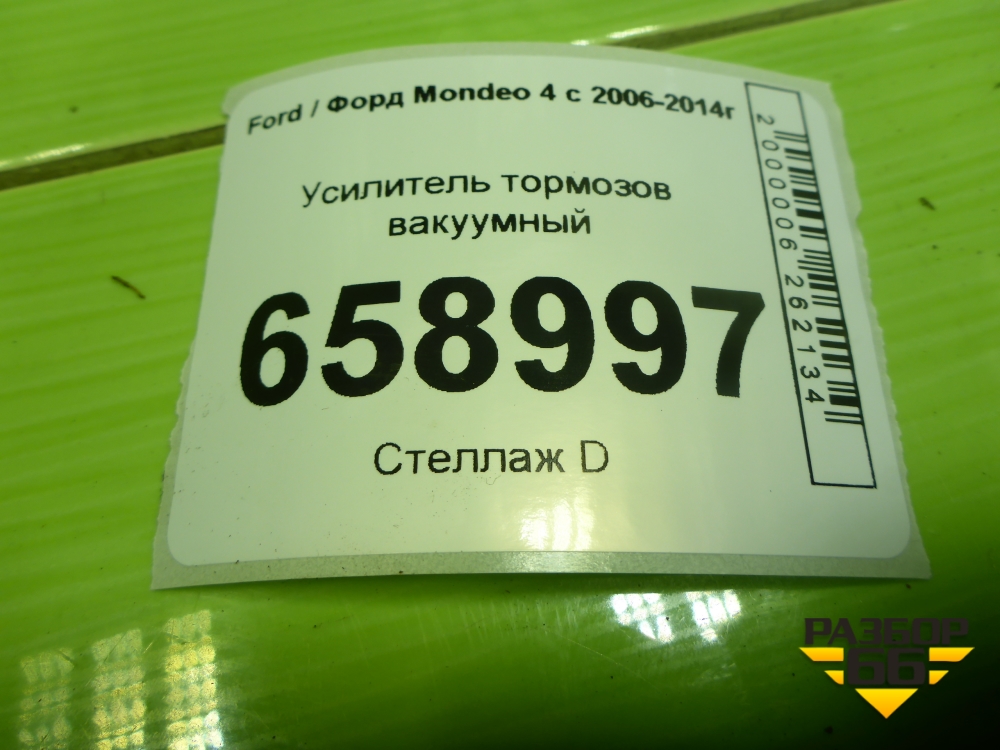 Ford / Форд Mondeo 4 с 2006-2014г
Усилитель тормозов
вакуумный
658997
Стеллаж D
2000006262134
РАЗБОР
66